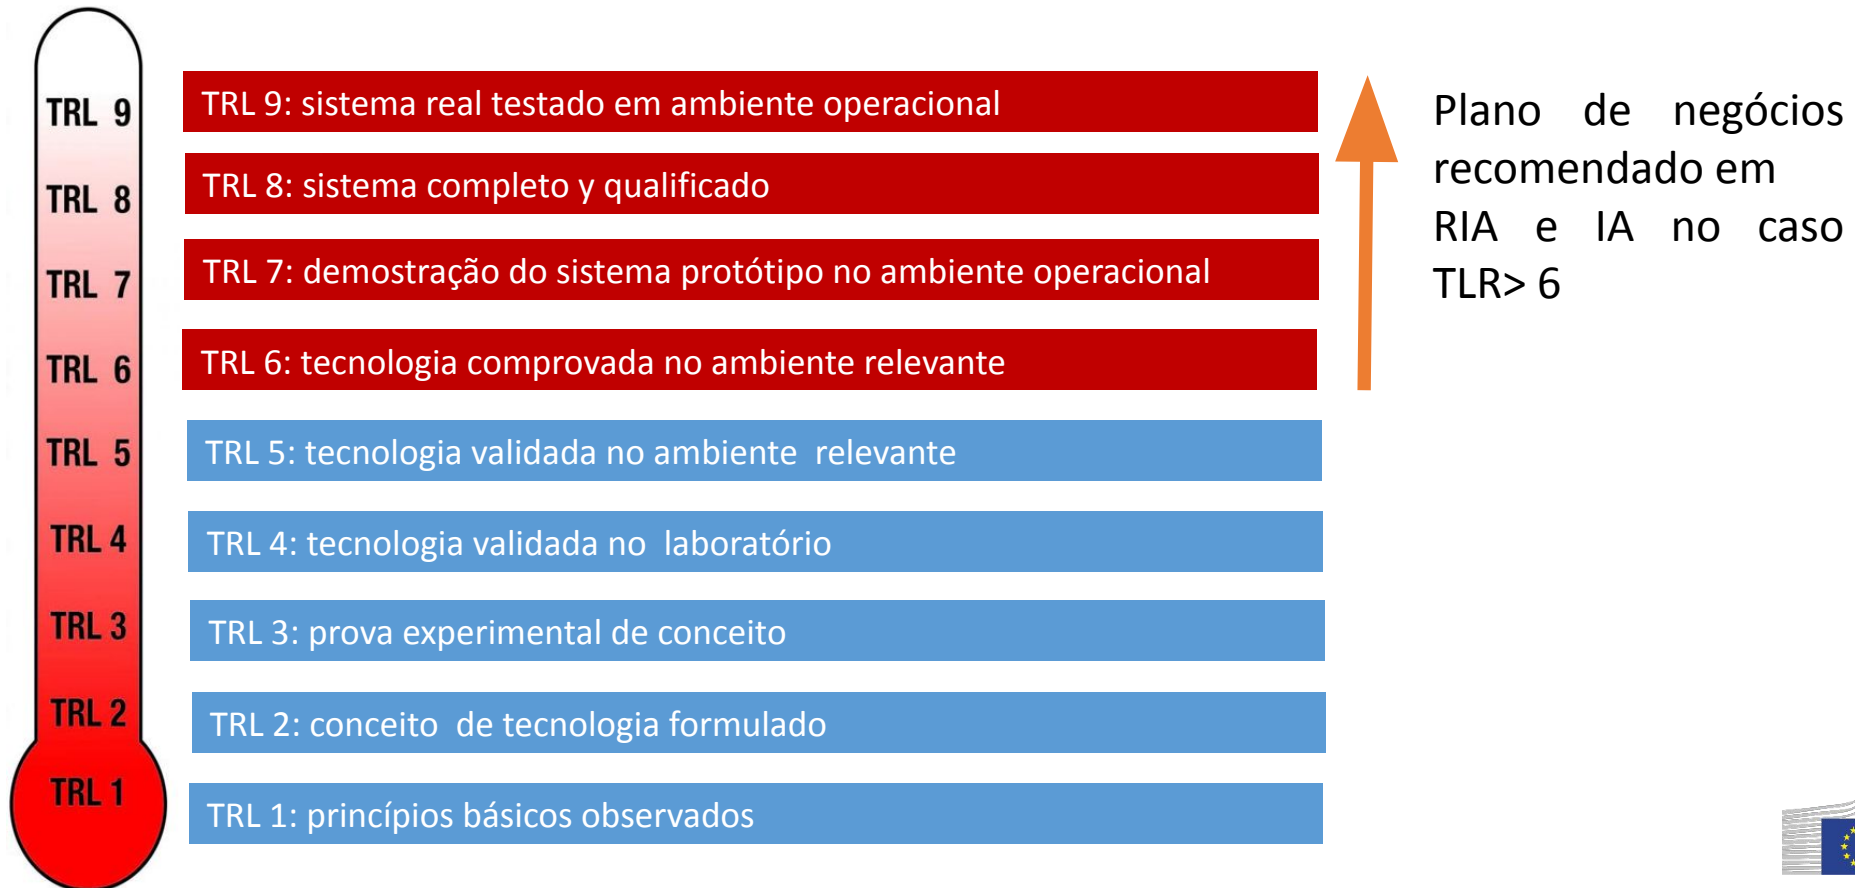 TRL 9
TRL 8
TRL 7
TRL 6
TRL 5
TRL 4
TRL 3
TRL 2
TRL 1
TRL 9: sistema real testado em ambiente operacional
TRL 8: sistema completo y qualificado
TRL 7: demostração do sistema protótipo no ambiente operacional
TRL 6: tecnologia comprovada no ambiente relevante
TRL 5: tecnologia validada no ambiente relevante
TRL 4: tecnologia validada no laboratório
TRL 3: prova experimental de conceito
TRL 2: conceito de tecnologia formulado
TRL 1: princípios básicos observados
Plano de negócios
recomendado em
RIA e IA no caso
TLR> 6